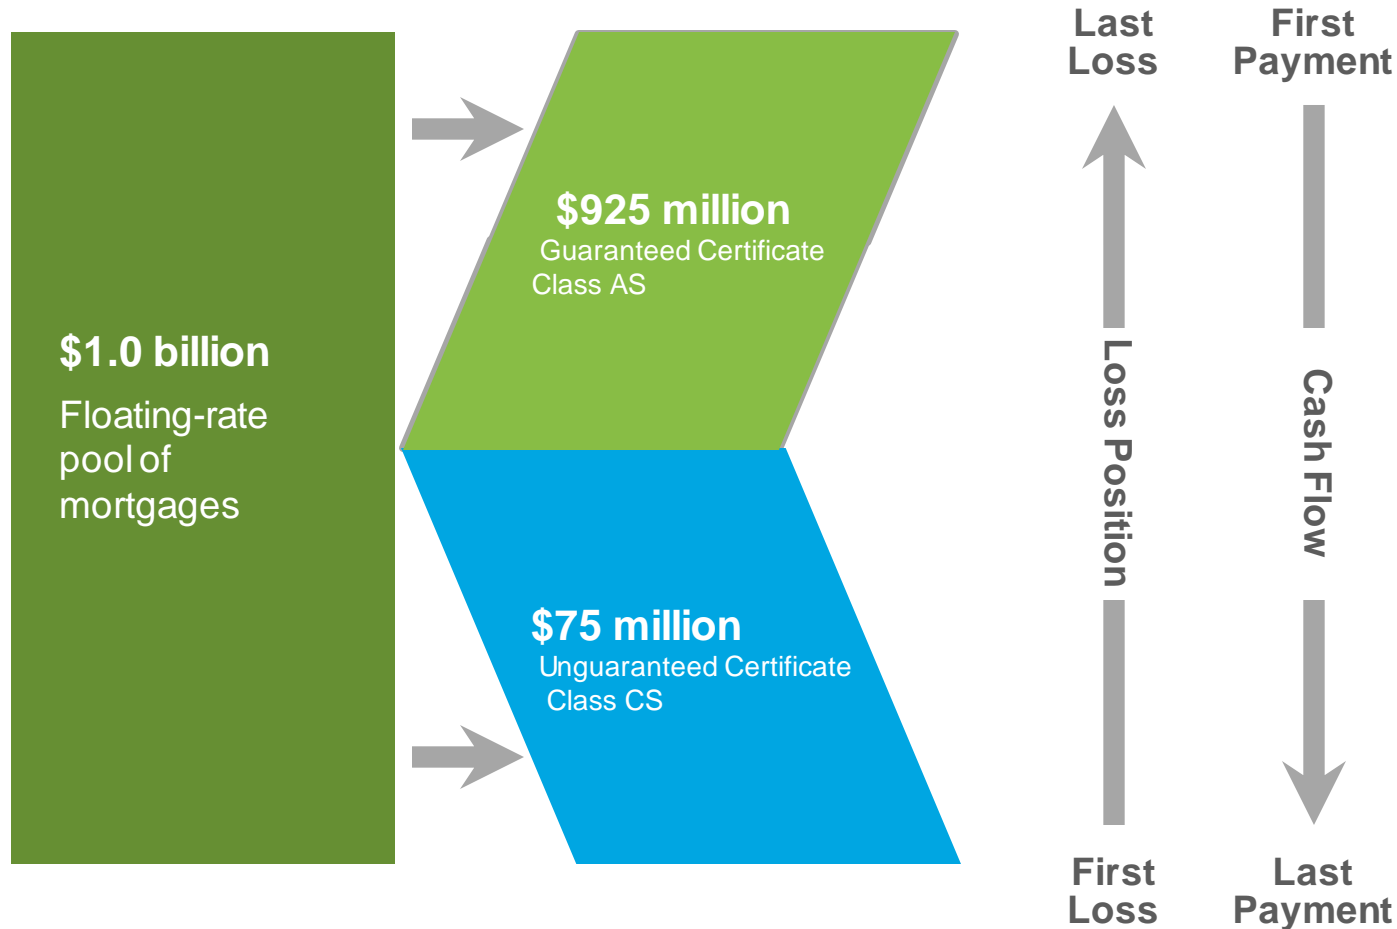 $1.0 billion
Floating-rate
pool of
mortgages
$925 million
Guaranteed Certificate
Class AS
$75 million
Unguaranteed Certificate
Class CS
Last
Loss
Loss Position
First
Loss
First
Payment
Cash Flow
Last
Payment